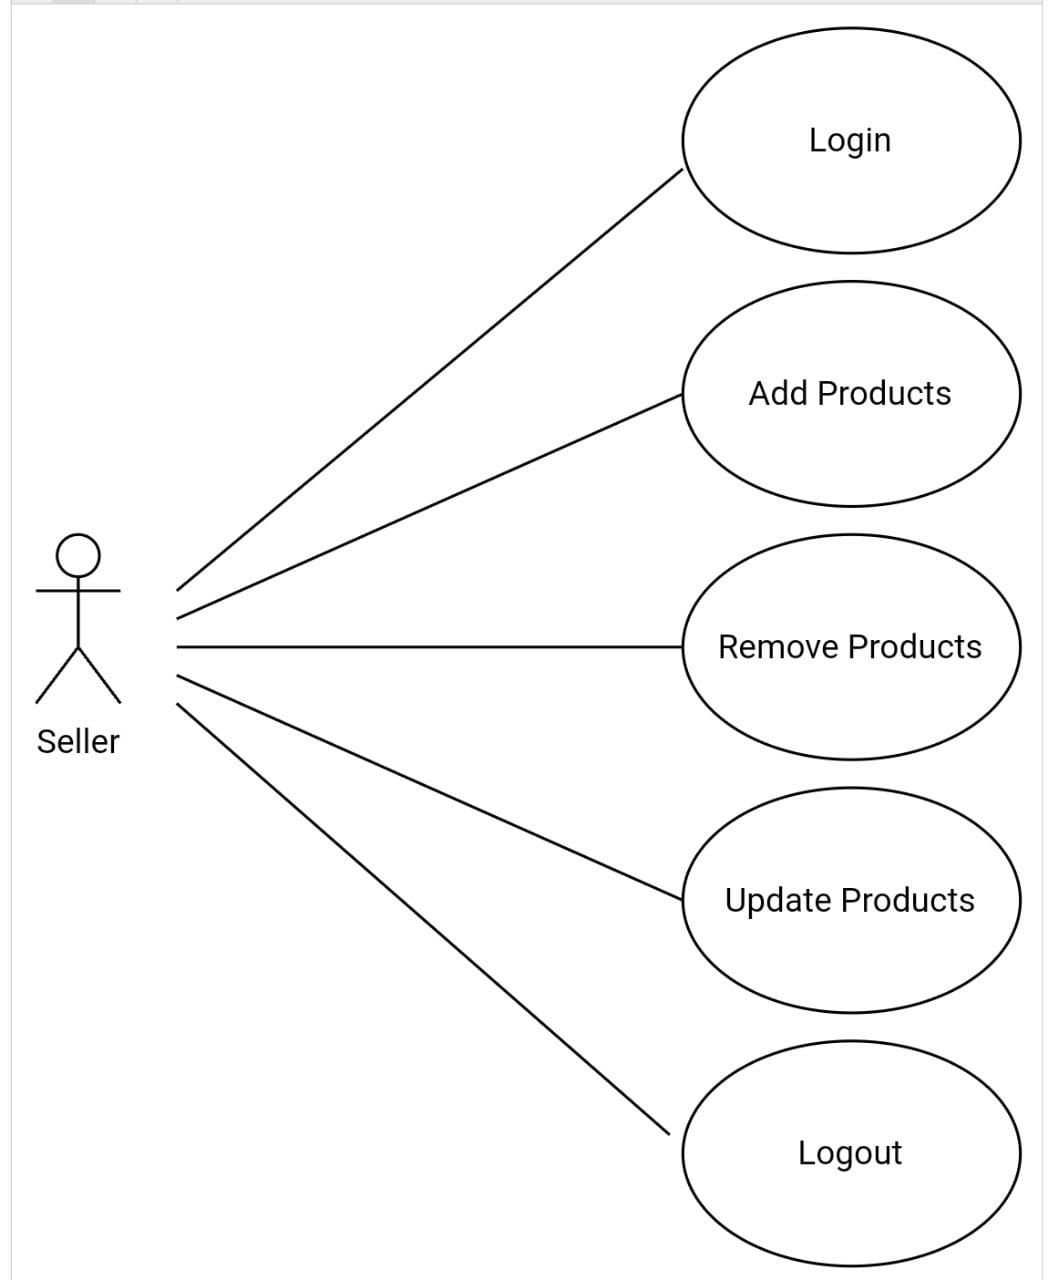 Login
Add Products
Remove Products
Seller
Update Products
Logout